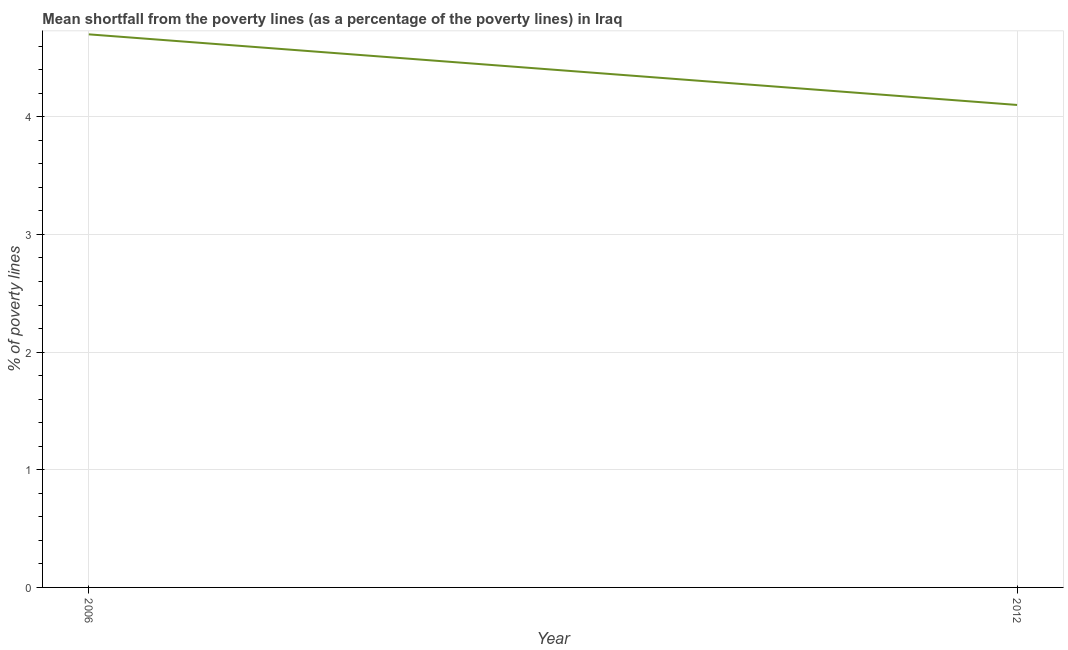 Mean shortfall from the poverty lines (as a percentage of the poverty lines) in Iraq
% of poverty lines
4
3
2
1
0
2006
2012
Year